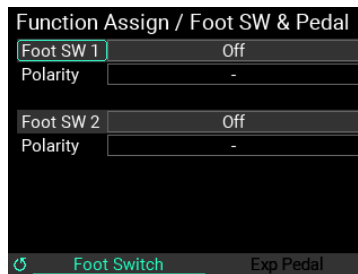 Function Assign / Foot SW & Pedal
Foot SW 1 Off
Polarity -
Foot SW 2 Off
Polarity -
Foot Switch Exp Pedal